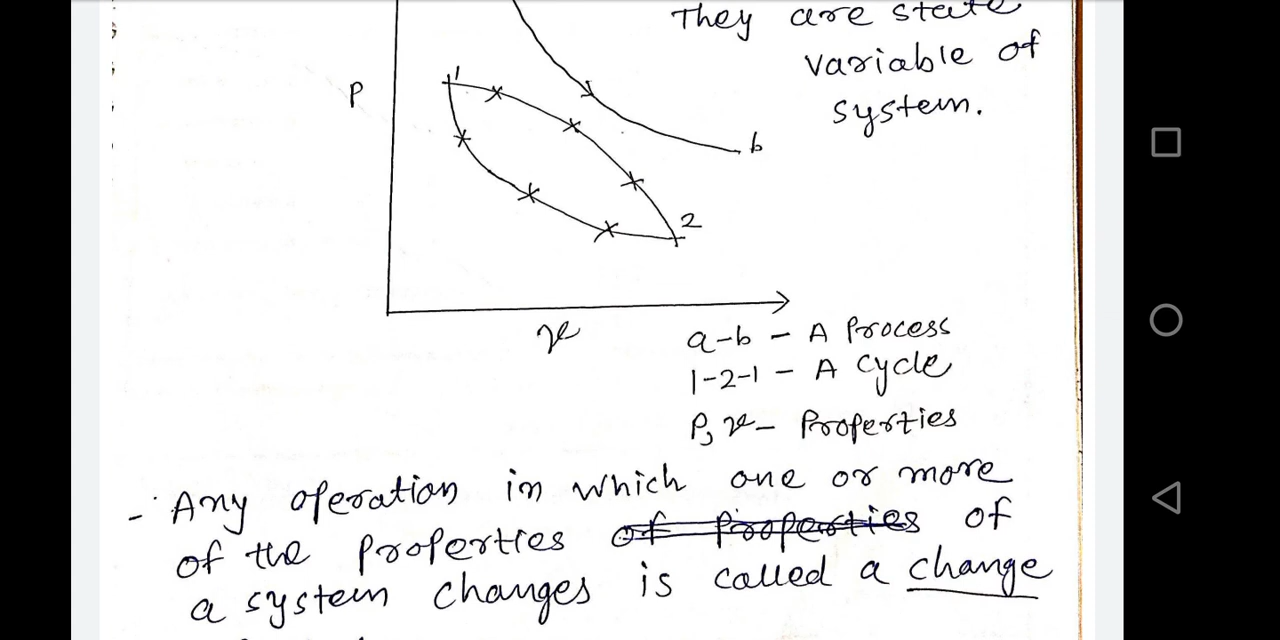 They are state
variable of
system.
P
1
b
2
v
a-b - A Process
1-2-1 - A Cycle
P, v - Properties
- Any operation in which one or more
of the properties of properties of
a system changes is called a change